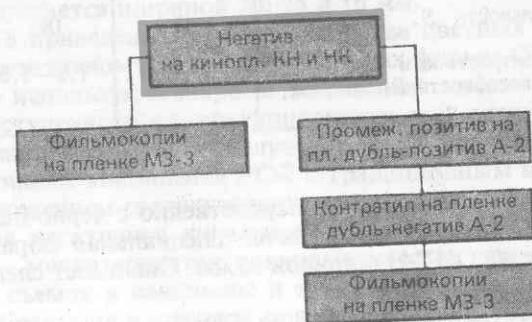 Негатив
на кинопл. КН и НК
Фильмокопии
на пленке МЗ-3
Промеж. позитив на
пл. дубль-позитив А-2
Контратип на пленке
дубль-негатив А-2
Фильмокопии
на пленке МЗ-3